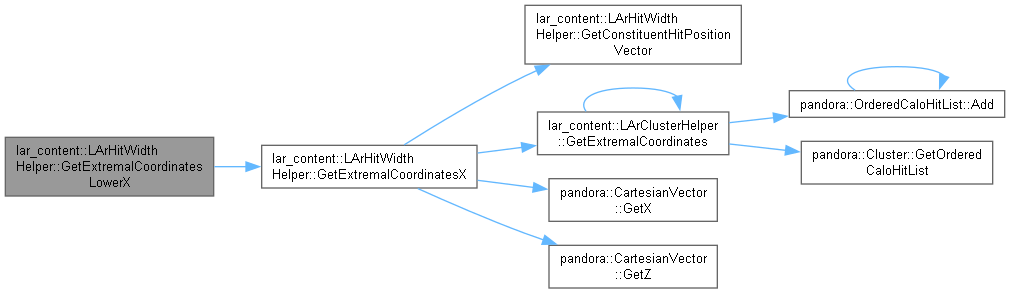 lar_content::LArHitWidth
Helper::GetExtremalCoordinates
LowerX
lar_content::LArHitWidth
Helper::GetExtremalCoordinatesX
lar_content::LArHitWidth
Helper::GetConstituentHitPosition
Vector
lar_content::LArClusterHelper
::GetExtremalCoordinates
pandora::CartesianVector
::GetX
pandora::CartesianVector
::GetZ
pandora::OrderedCaloHitList::Add
pandora::Cluster::GetOrdered
CaloHitList